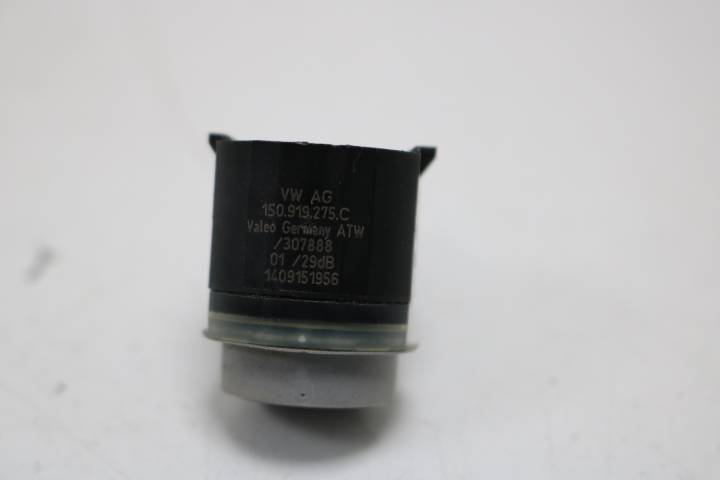 VW AG
1S0.919.275.C
Valeo Germany ATW
/307888
01 /29dB
1409151956